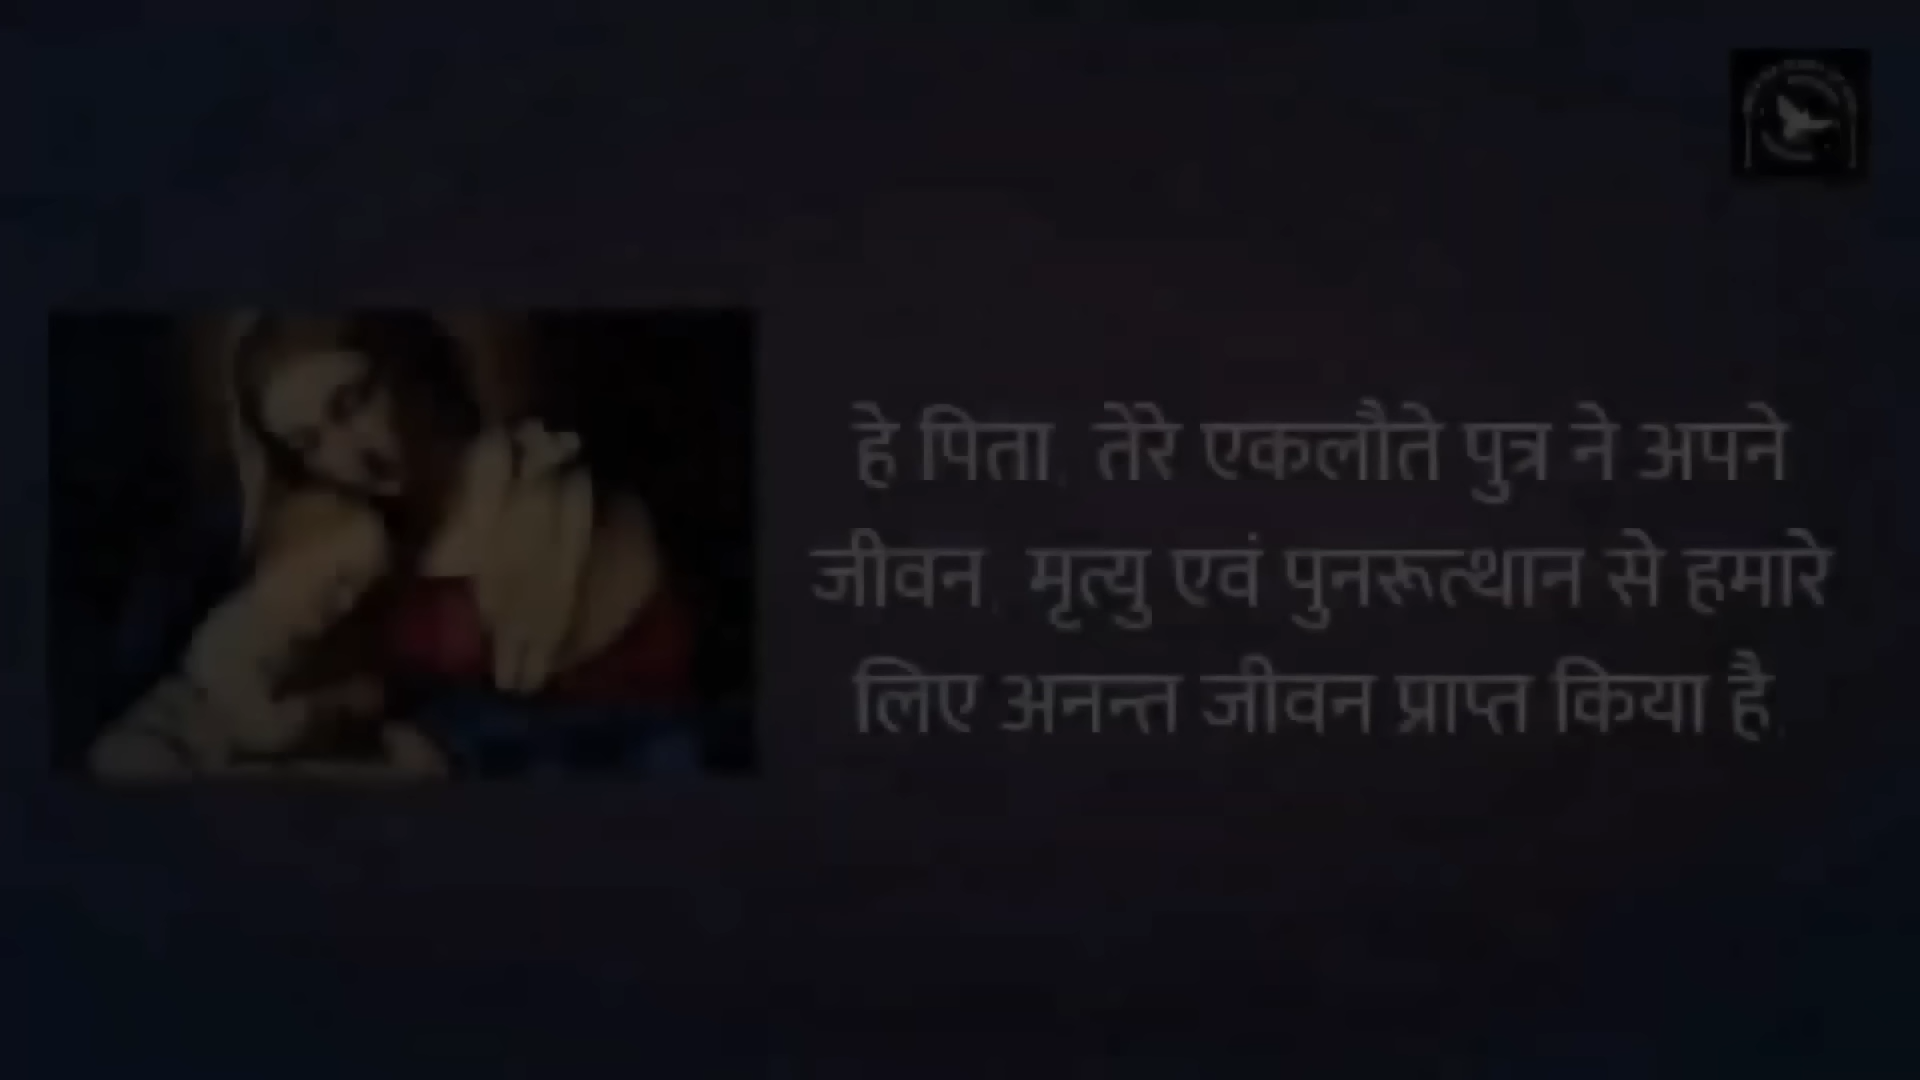 हे पिता, तेरे एकलौते पुत्र ने अपने
जीवन, मृत्यु एवं पुनरूत्थान से हमारे
लिए अनन्त जीवन प्राप्त किया है,